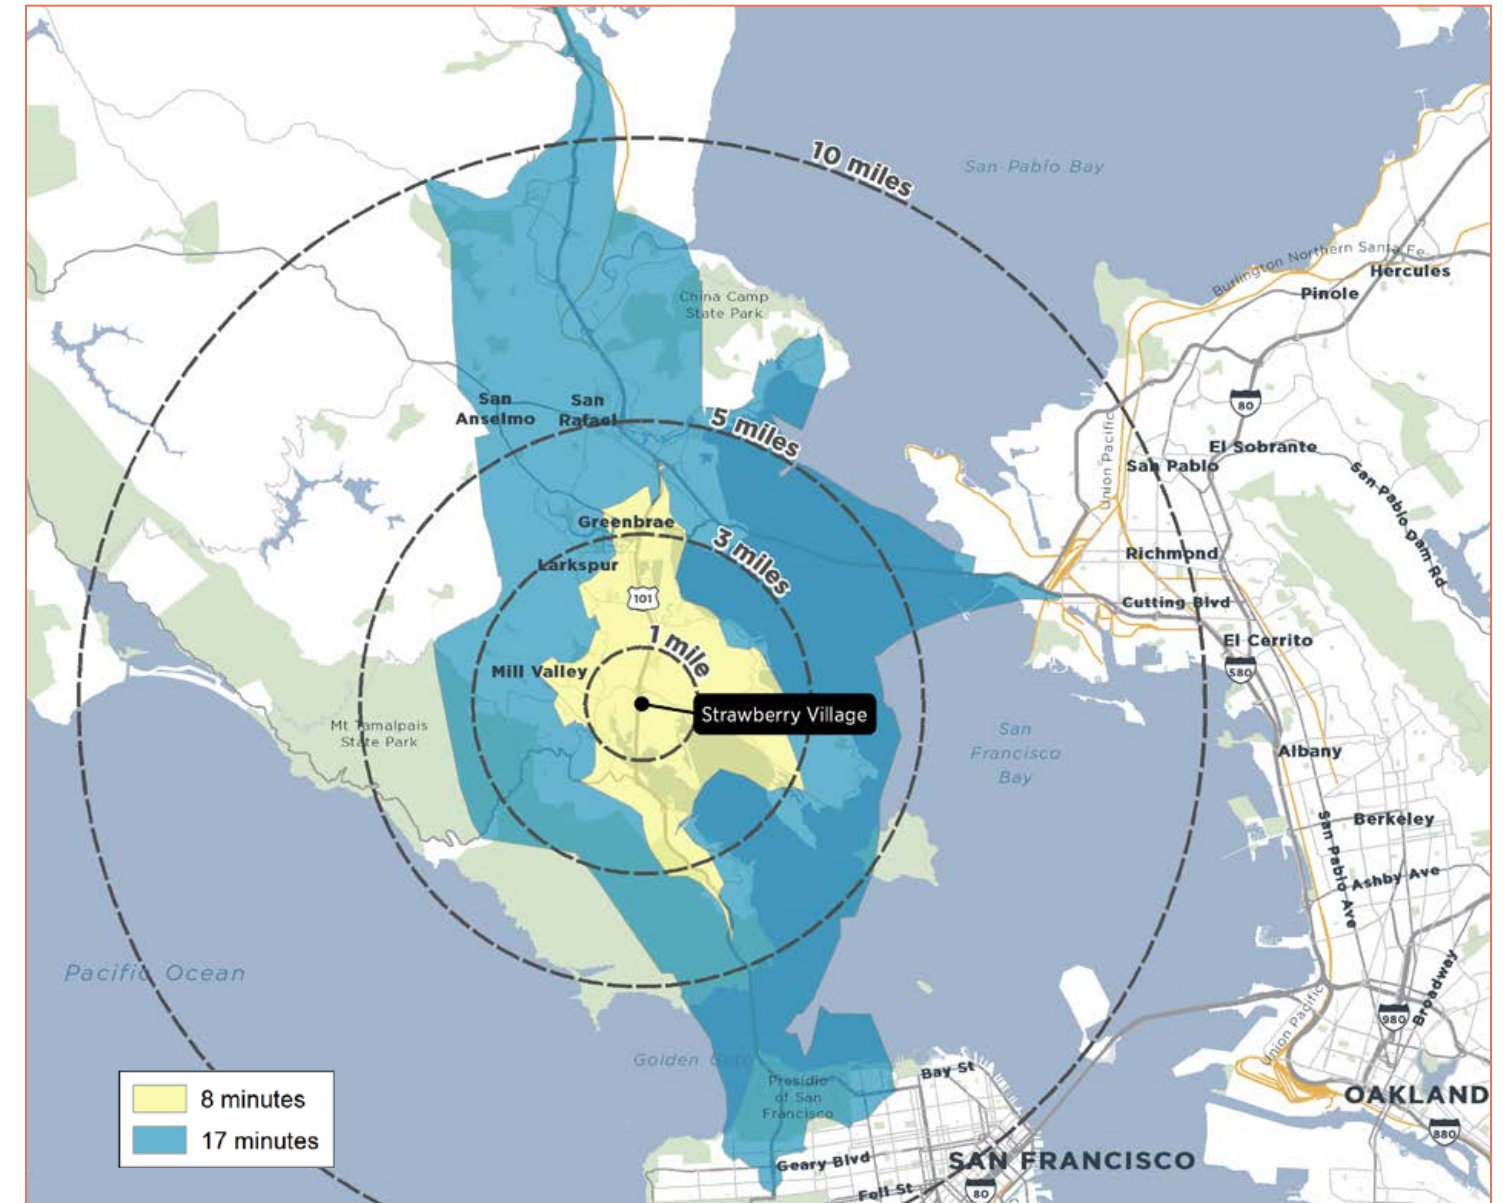 10 miles
San Pablo Bay
Burlington Northern Santa Fe
Hercules
Pinole
China Camp
State Park
80
San
Anselmo
San
Rafael
5 miles
Union Pacific
El Sobrante
San Pablo
San Pablo Dam Rd
Greenbrae
3 miles
Larkspur
Richmond
101
Cutting Blvd
1 mile
El Cerrito
580
Mill Valley
Strawberry Village
Mt Tamalpais
State Park
San
Francisco
Bay
Albany
Berkeley
San Pablo Ave
Ashby Ave
Pacific Ocean
Broadway
980
Union Pacific
Golden Gate
Bay St
Presidio
of San
Francisco
8 minutes
17 minutes
OAKLAND
880
Geary Blvd
SAN FRANCISCO
Fell St
80